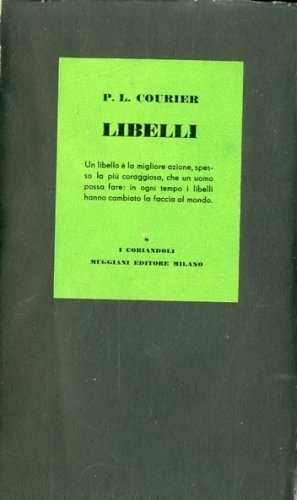 P. L. COURIER
LIBELLI
Un libello è la migliore azione, spes-
so la più coraggiosa, che un uomo
possa fare: in ogni tempo i libelli
hanno cambiato la faccia al mondo.
8
I CORIANDOLI
MUGGIANI EDITORE MILANO